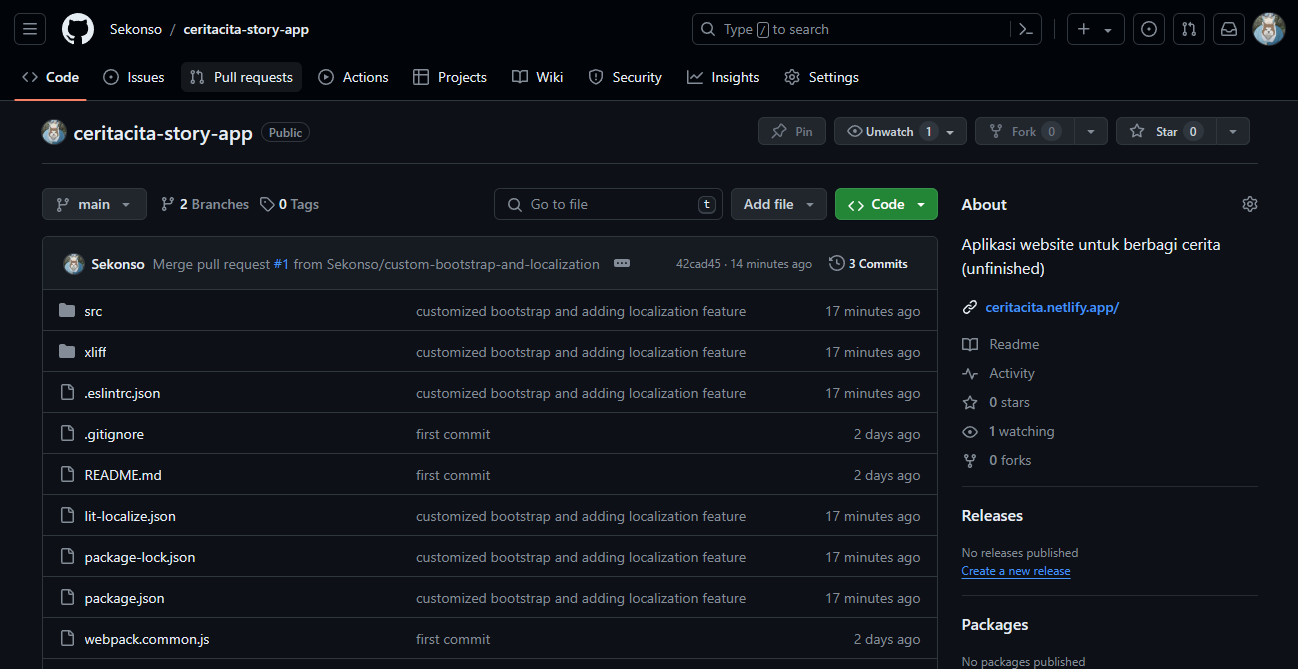 Sekonso / ceritacita-story-app
Type / to search
Code Issues Pull requests Actions Projects Wiki Security Insights Settings
ceritacita-story-app Public
Pin Unwatch 1 Fork 0 Star 0
main 2 Branches 0 Tags Go to file t Add file Code
Sekonso Merge pull request #1 from Sekonso/custom-bootstrap-and-localization 42cad45 · 14 minutes ago 3 Commits
src customized bootstrap and adding localization feature 17 minutes ago
xliff customized bootstrap and adding localization feature 17 minutes ago
.eslintrc.json customized bootstrap and adding localization feature 17 minutes ago
.gitignore first commit 2 days ago
README.md first commit 2 days ago
lit-localize.json customized bootstrap and adding localization feature 17 minutes ago
package-lock.json customized bootstrap and adding localization feature 17 minutes ago
package.json customized bootstrap and adding localization feature 17 minutes ago
webpack.common.js first commit 2 days ago
About
Aplikasi website untuk berbagi cerita
(unfinished)
ceritacita.netlify.app/
Readme
Activity
0 stars
1 watching
0 forks
Releases
No releases published
Create a new release
Packages
No packages published